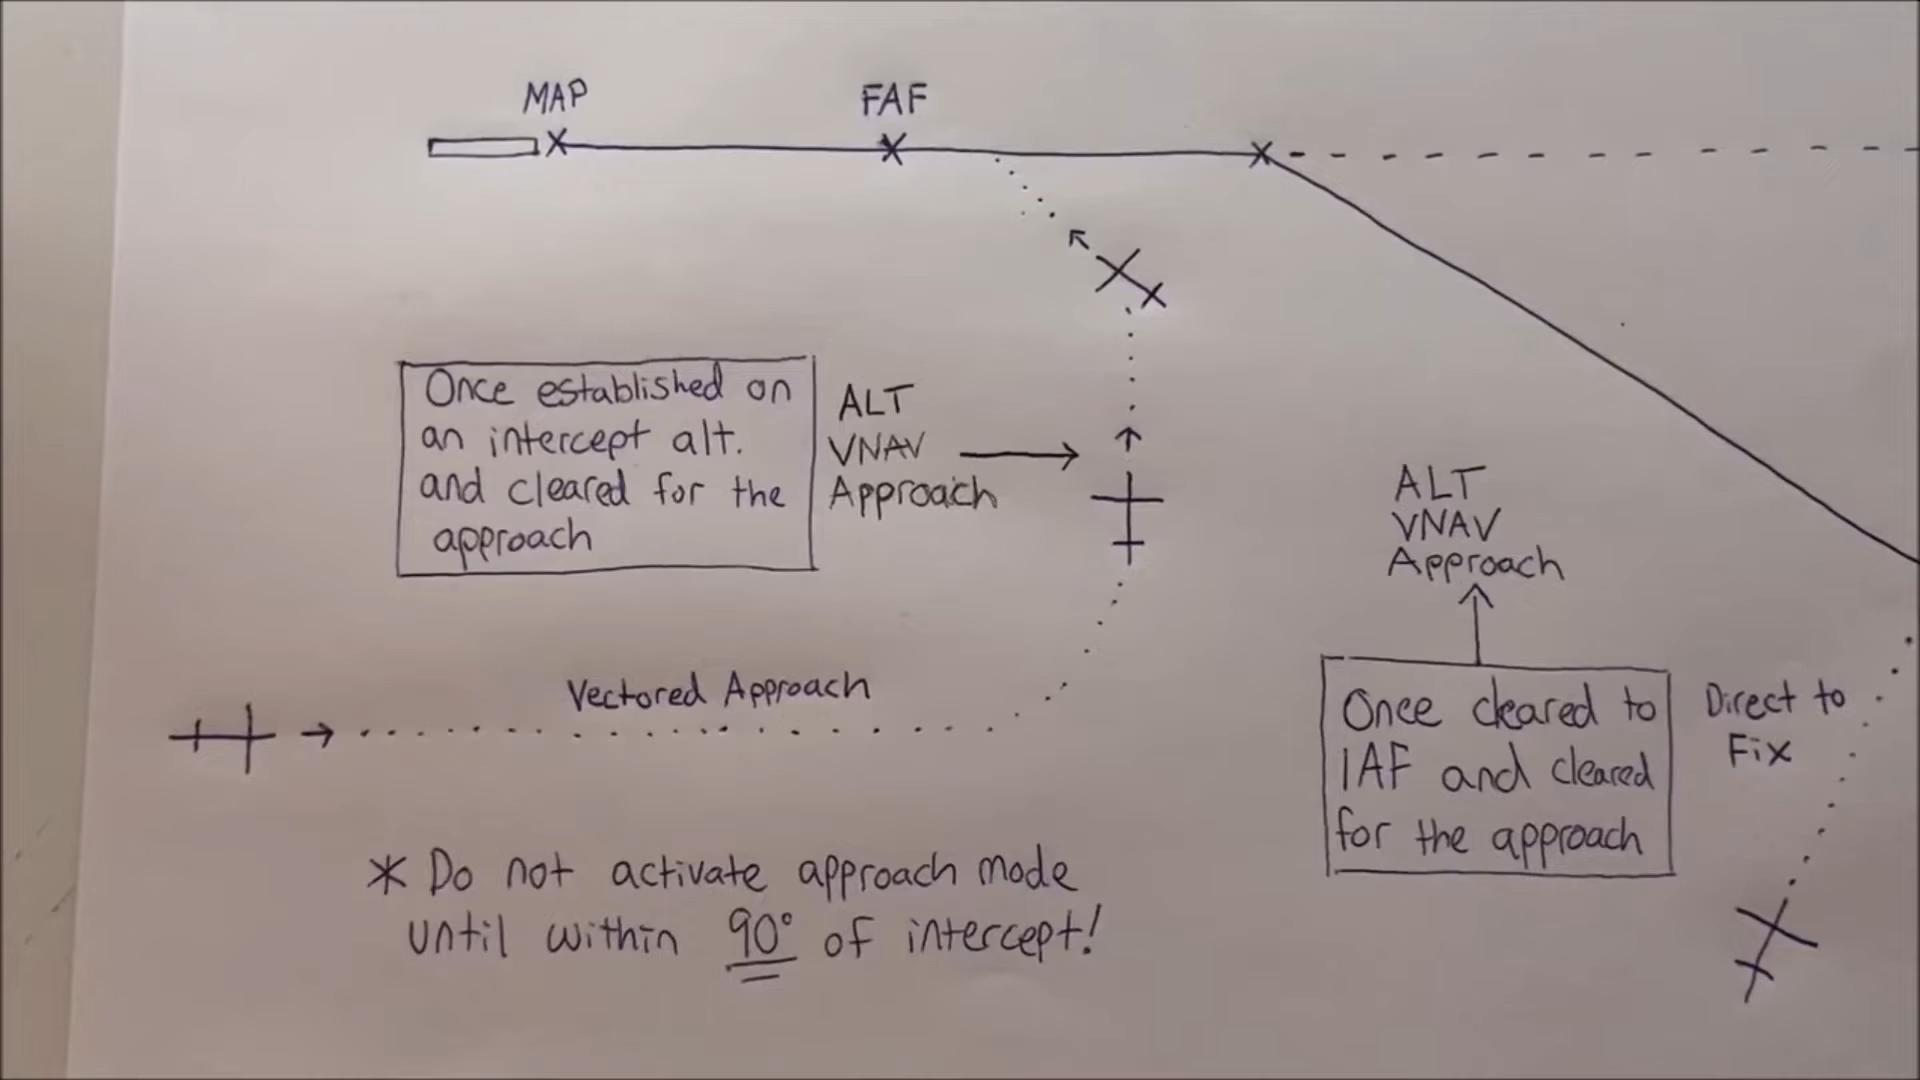 MAP
FAF
Once established on
an intercept alt.
and cleared for the
approach
ALT
VNAV
Approach
ALT
VNAV
Approach
Vectored Approach
Once cleared to
IAF and cleared
for the approach
Direct to
Fix
* Do not activate approach mode
until within 90° of intercept!